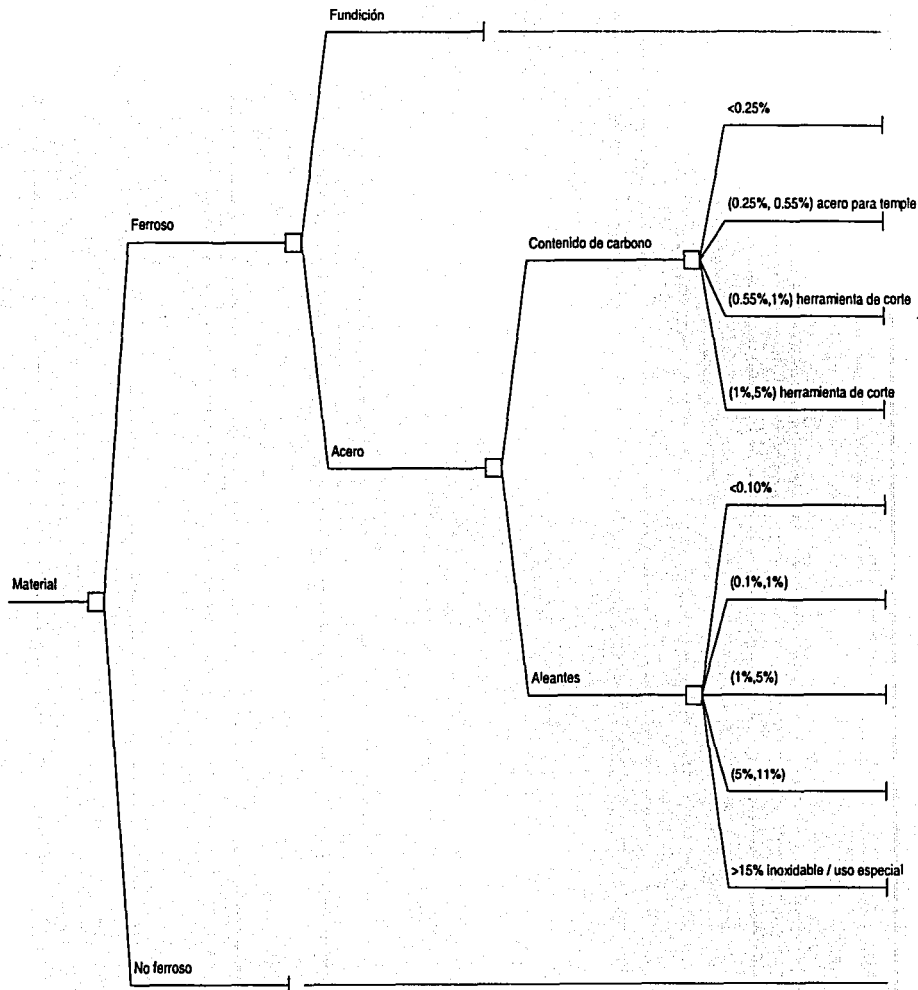 Fundición
<0.25%
Ferroso
(0.25%, 0.55%) acero para temple
Contenido de carbono
(0.55%,1%) herramienta de corte
(1%,5%) herramienta de corte
Acero
<0.10%
Material
(0.1%,1%)
Aleantes
(1%,5%)
(5%,11%)
>15% inoxidable / uso especial
No ferroso